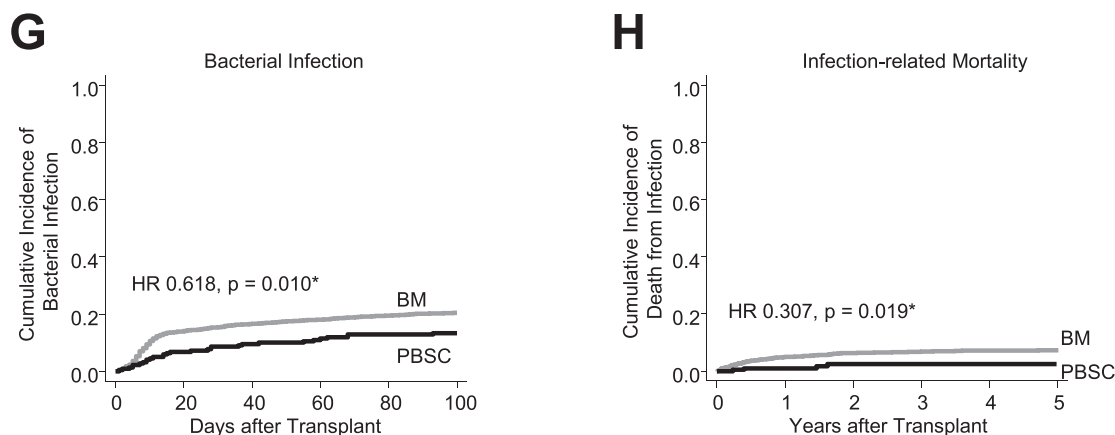 G
Bacterial Infection
Cumulative Incidence of
Bacterial Infection
1.0
0.8
0.6
0.4
0.2
0.0
HR 0.618, p = 0.010*
BM
PBSC
0 20 40 60 80 100
Days after Transplant
H
Infection-related Mortality
Cumulative Incidence of
Death from Infection
1.0
0.8
0.6
0.4
0.2
0.0
HR 0.307, p = 0.019*
BM
PBSC
0 1 2 3 4 5
Years after Transplant